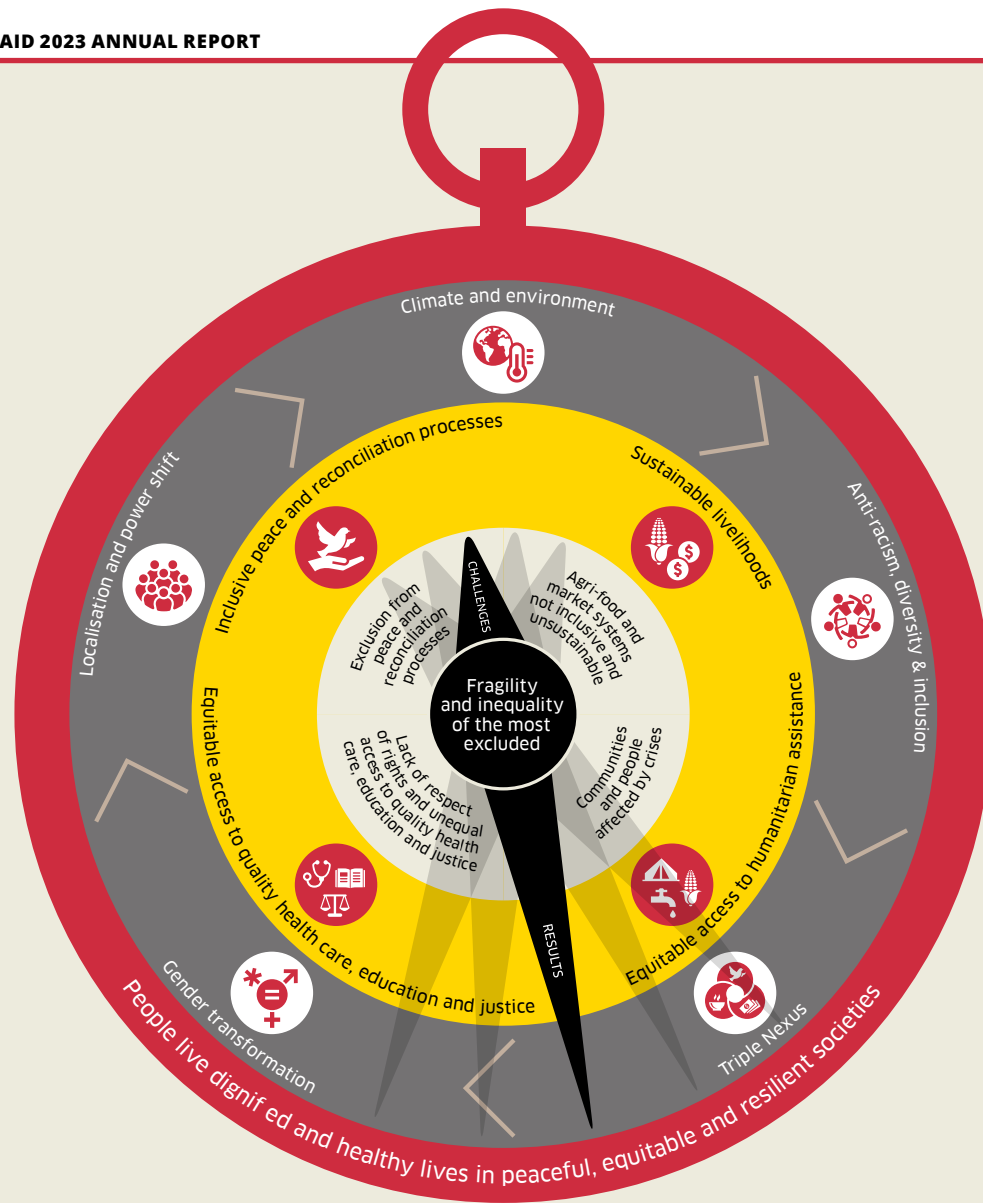 AID 2023 ANNUAL REPORT
Climate and environment
Localisation and power shift
Anti-racism, diversity & inclusion
Inclusive peace and reconciliation processes
Sustainable livelihoods
CHALLENGES
Exclusion from
peace and
reconciliation
processes
Agri-food and
market systems
not inclusive and
unsustainable
Fragility
and inequality
of the most
excluded
Lack of respect
of rights and unequal
access to quality health
care, education and justice
Communities
and people
affected by crises
RESULTS
Equitable access to quality health care, education and justice
Equitable access to humanitarian assistance
Gender transformation
Triple Nexus
People live dignif ed and healthy lives in peaceful, equitable and resilient societies